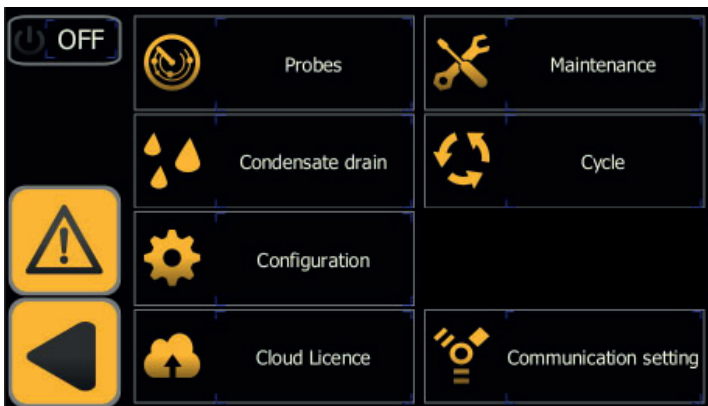 OFF
Probes
Maintenance
Condensate drain
Cycle
Configuration
Cloud Licence
Communication setting